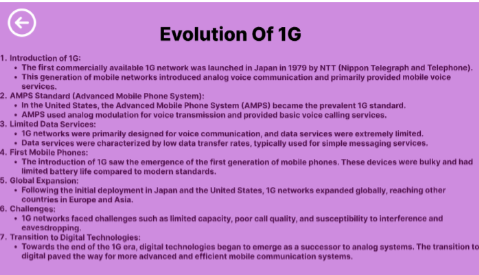 Evolution Of 1G
1. Introduction of 1G:
• The first commercially available 1G network was launched in Japan in 1979 by NTT (Nippon Telegraph and Telephone).
• This generation of mobile networks introduced analog voice communication and primarily provided mobile voice
services.
2. AMPS Standard (Advanced Mobile Phone System):
• In the United States, the Advanced Mobile Phone System (AMPS) became the prevalent 1G standard.
• AMPS used analog modulation for voice transmission and provided basic voice calling services.
3. Limited Data Services:
• 1G networks were primarily designed for voice communication, and data services were extremely limited.
• Data services were characterized by low data transfer rates, typically used for simple messaging services.
4. First Mobile Phones:
• The introduction of 1G saw the emergence of the first generation of mobile phones. These devices were bulky and had
limited battery life compared to modern standards.
5. Global Expansion:
• Following the initial deployment in Japan and the United States, 1G networks expanded globally, reaching other
countries in Europe and Asia.
6. Challenges:
• 1G networks faced challenges such as limited capacity, poor call quality, and susceptibility to interference and
eavesdropping.
7. Transition to Digital Technologies:
• Towards the end of the 1G era, digital technologies began to emerge as a successor to analog systems. The transition to
digital paved the way for more advanced and efficient mobile communication systems.